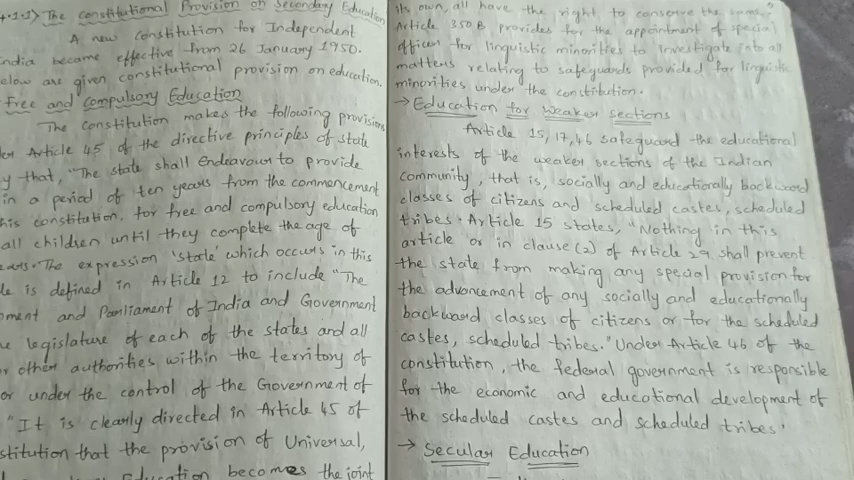 4.1.1) The constitutional Provision on Secondary Education
A new Constitution for Independent
India became effective from 26 January 1950.
elow are given constitutional provision on education.
Free and Compulsory Education
The constitution makes the following provision
er Article 45 of the directive principles of state
y that, "The state shall Endeavour to provide
in a period of ten years from the commencement
his constitution, for free and compulsory education
all children until they complete the age of
ears. The expression 'state' which occurs in this
le is defined in Article 12 to include "The
nment and Parliament of India and Government
e legislature of each of the states and all
or other authorities within the territory of
or under the control of the Government of
"It is clearly directed in Article 45 of
stitution that the provision of Universal,
Education becomes the joint
its own, all have the right to conserve the same."
Article 350 B provides for the appointment of special
officer for linguistic minorities to investigate into all
matters relating to safeguards provided for linguistic
minorities under the constitution.
→ Education for weaker sections
Article 15, 17, 46 safeguard the educational
interests of the weaker sections of the Indian
community, that is, socially and educationally backward
classes of citizens and scheduled castes, scheduled
tribes. Article 15 states, "Nothing in this
article or in clause (2) of Article 29, shall prevent
the state from making any special provision for
the advancement of any socially and educationally
backward classes of citizens or for the scheduled
castes, scheduled tribes." Under Article 46 of the
constitution, the federal government is responsible
for the economic and educational development of
the scheduled castes and scheduled tribes'
→ Secular Education